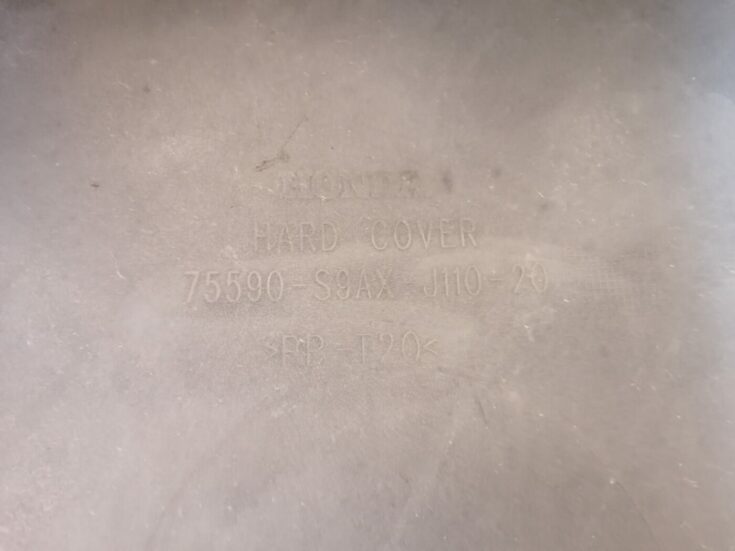 HONDA
HARD COVER
75590-S9AX J110-20
>PP-T20<